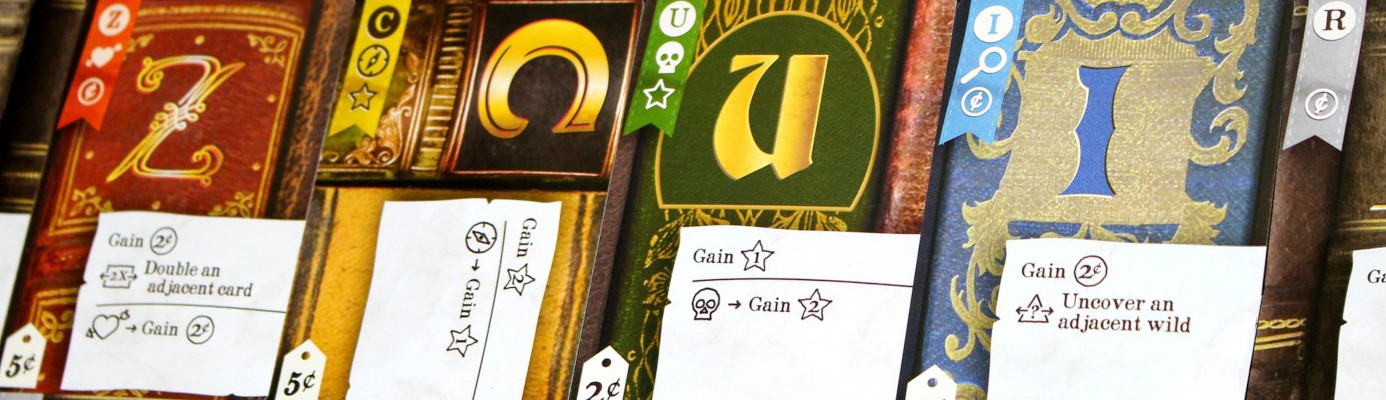 Z
¢
Z
Gain 2¢
2X Double an
adjacent card
→ Gain 2¢
5¢
C
C
Gain 2
→ Gain 1
5¢
U
U
Gain 1
→ Gain 2
2¢
I
¢
I
Gain 2¢
? Uncover an
adjacent wild
R
¢
Ga